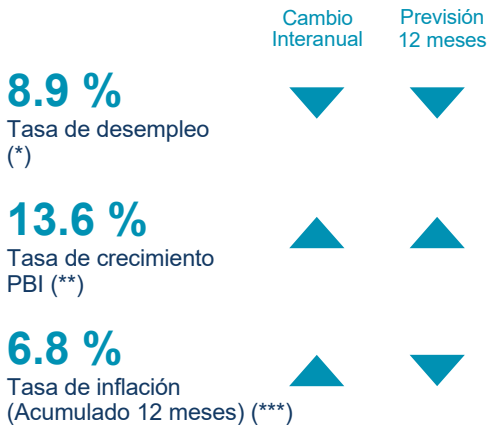 Cambio
Interanual
Previsión
12 meses
8.9 %
Tasa de desempleo
(*)
13.6 %
Tasa de crecimiento
PBI (**)
6.8 %
Tasa de inflación
(Acumulado 12 meses) (***)